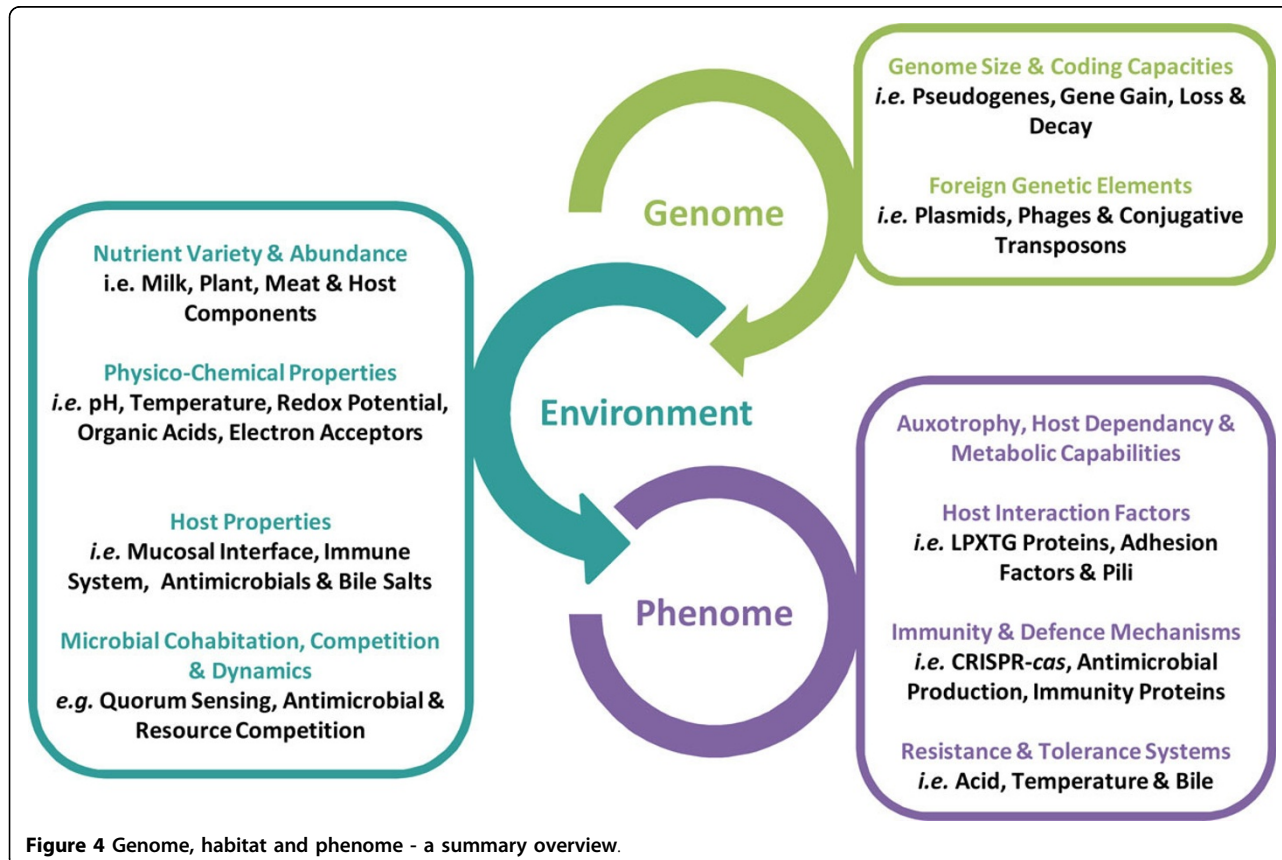 Genome Size & Coding Capacities
i.e. Pseudogenes, Gene Gain, Loss &
Decay
Foreign Genetic Elements
i.e. Plasmids, Phages & Conjugative
Transposons
Genome
Nutrient Variety & Abundance
i.e. Milk, Plant, Meat & Host
Components
Physico-Chemical Properties
i.e. pH, Temperature, Redox Potential,
Organic Acids, Electron Acceptors
Host Properties
i.e. Mucosal Interface, Immune
System, Antimicrobials & Bile Salts
Microbial Cohabitation, Competition
& Dynamics
e.g. Quorum Sensing, Antimicrobial &
Resource Competition
Environment
Phenome
Auxotrophy, Host Dependancy &
Metabolic Capabilities
Host Interaction Factors
i.e. LPXTG Proteins, Adhesion
Factors & Pili
Immunity & Defence Mechanisms
i.e. CRISPR-cas, Antimicrobial
Production, Immunity Proteins
Resistance & Tolerance Systems
i.e. Acid, Temperature & Bile
Figure 4 Genome, habitat and phenome - a summary overview.